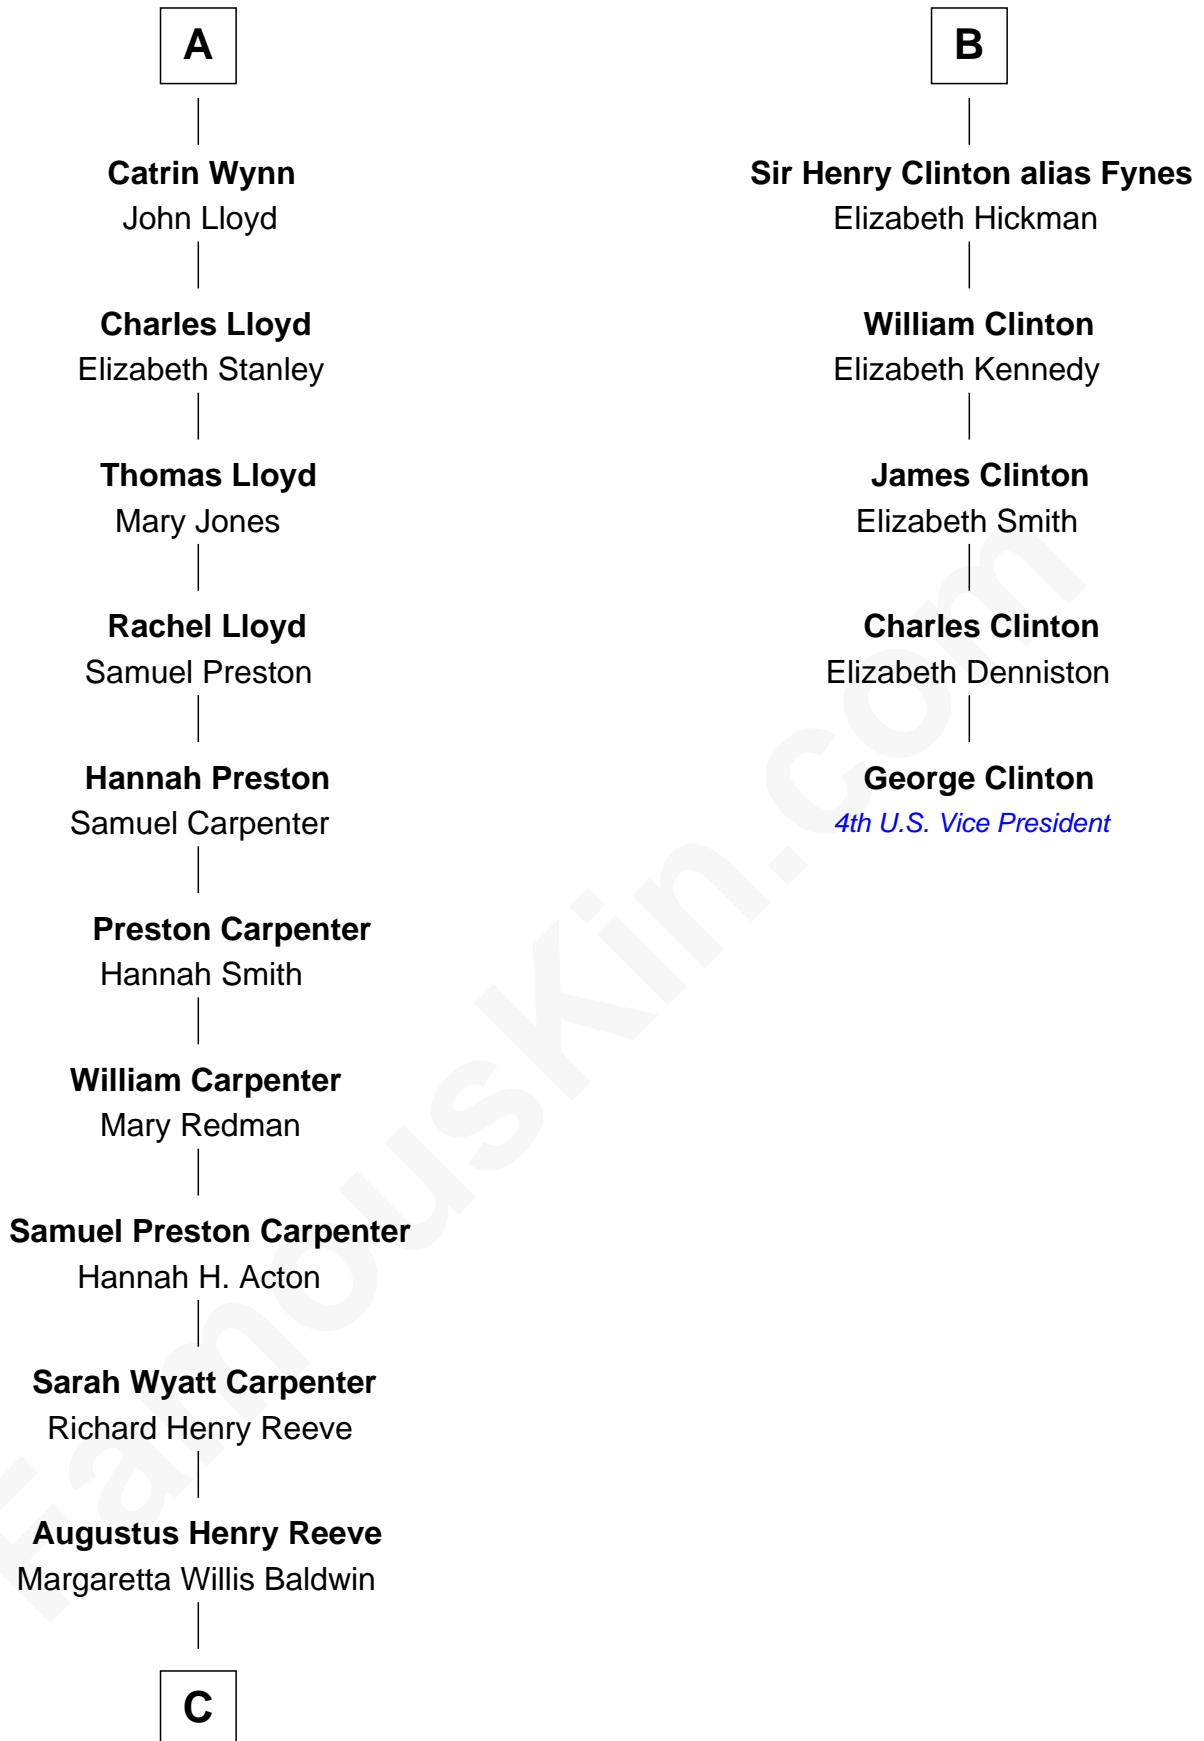 A
Catrin Wynn
John Lloyd
Charles Lloyd
Elizabeth Stanley
Thomas Lloyd
Mary Jones
Rachel Lloyd
Samuel Preston
Hannah Preston
Samuel Carpenter
Preston Carpenter
Hannah Smith
William Carpenter
Mary Redman
Samuel Preston Carpenter
Hannah H. Acton
Sarah Wyatt Carpenter
Richard Henry Reeve
Augustus Henry Reeve
Margaretta Willis Baldwin
C
B
Sir Henry Clinton alias Fynes
Elizabeth Hickman
William Clinton
Elizabeth Kennedy
James Clinton
Elizabeth Smith
Charles Clinton
Elizabeth Denniston
George Clinton
4th U.S. Vice President
FamousKin.com